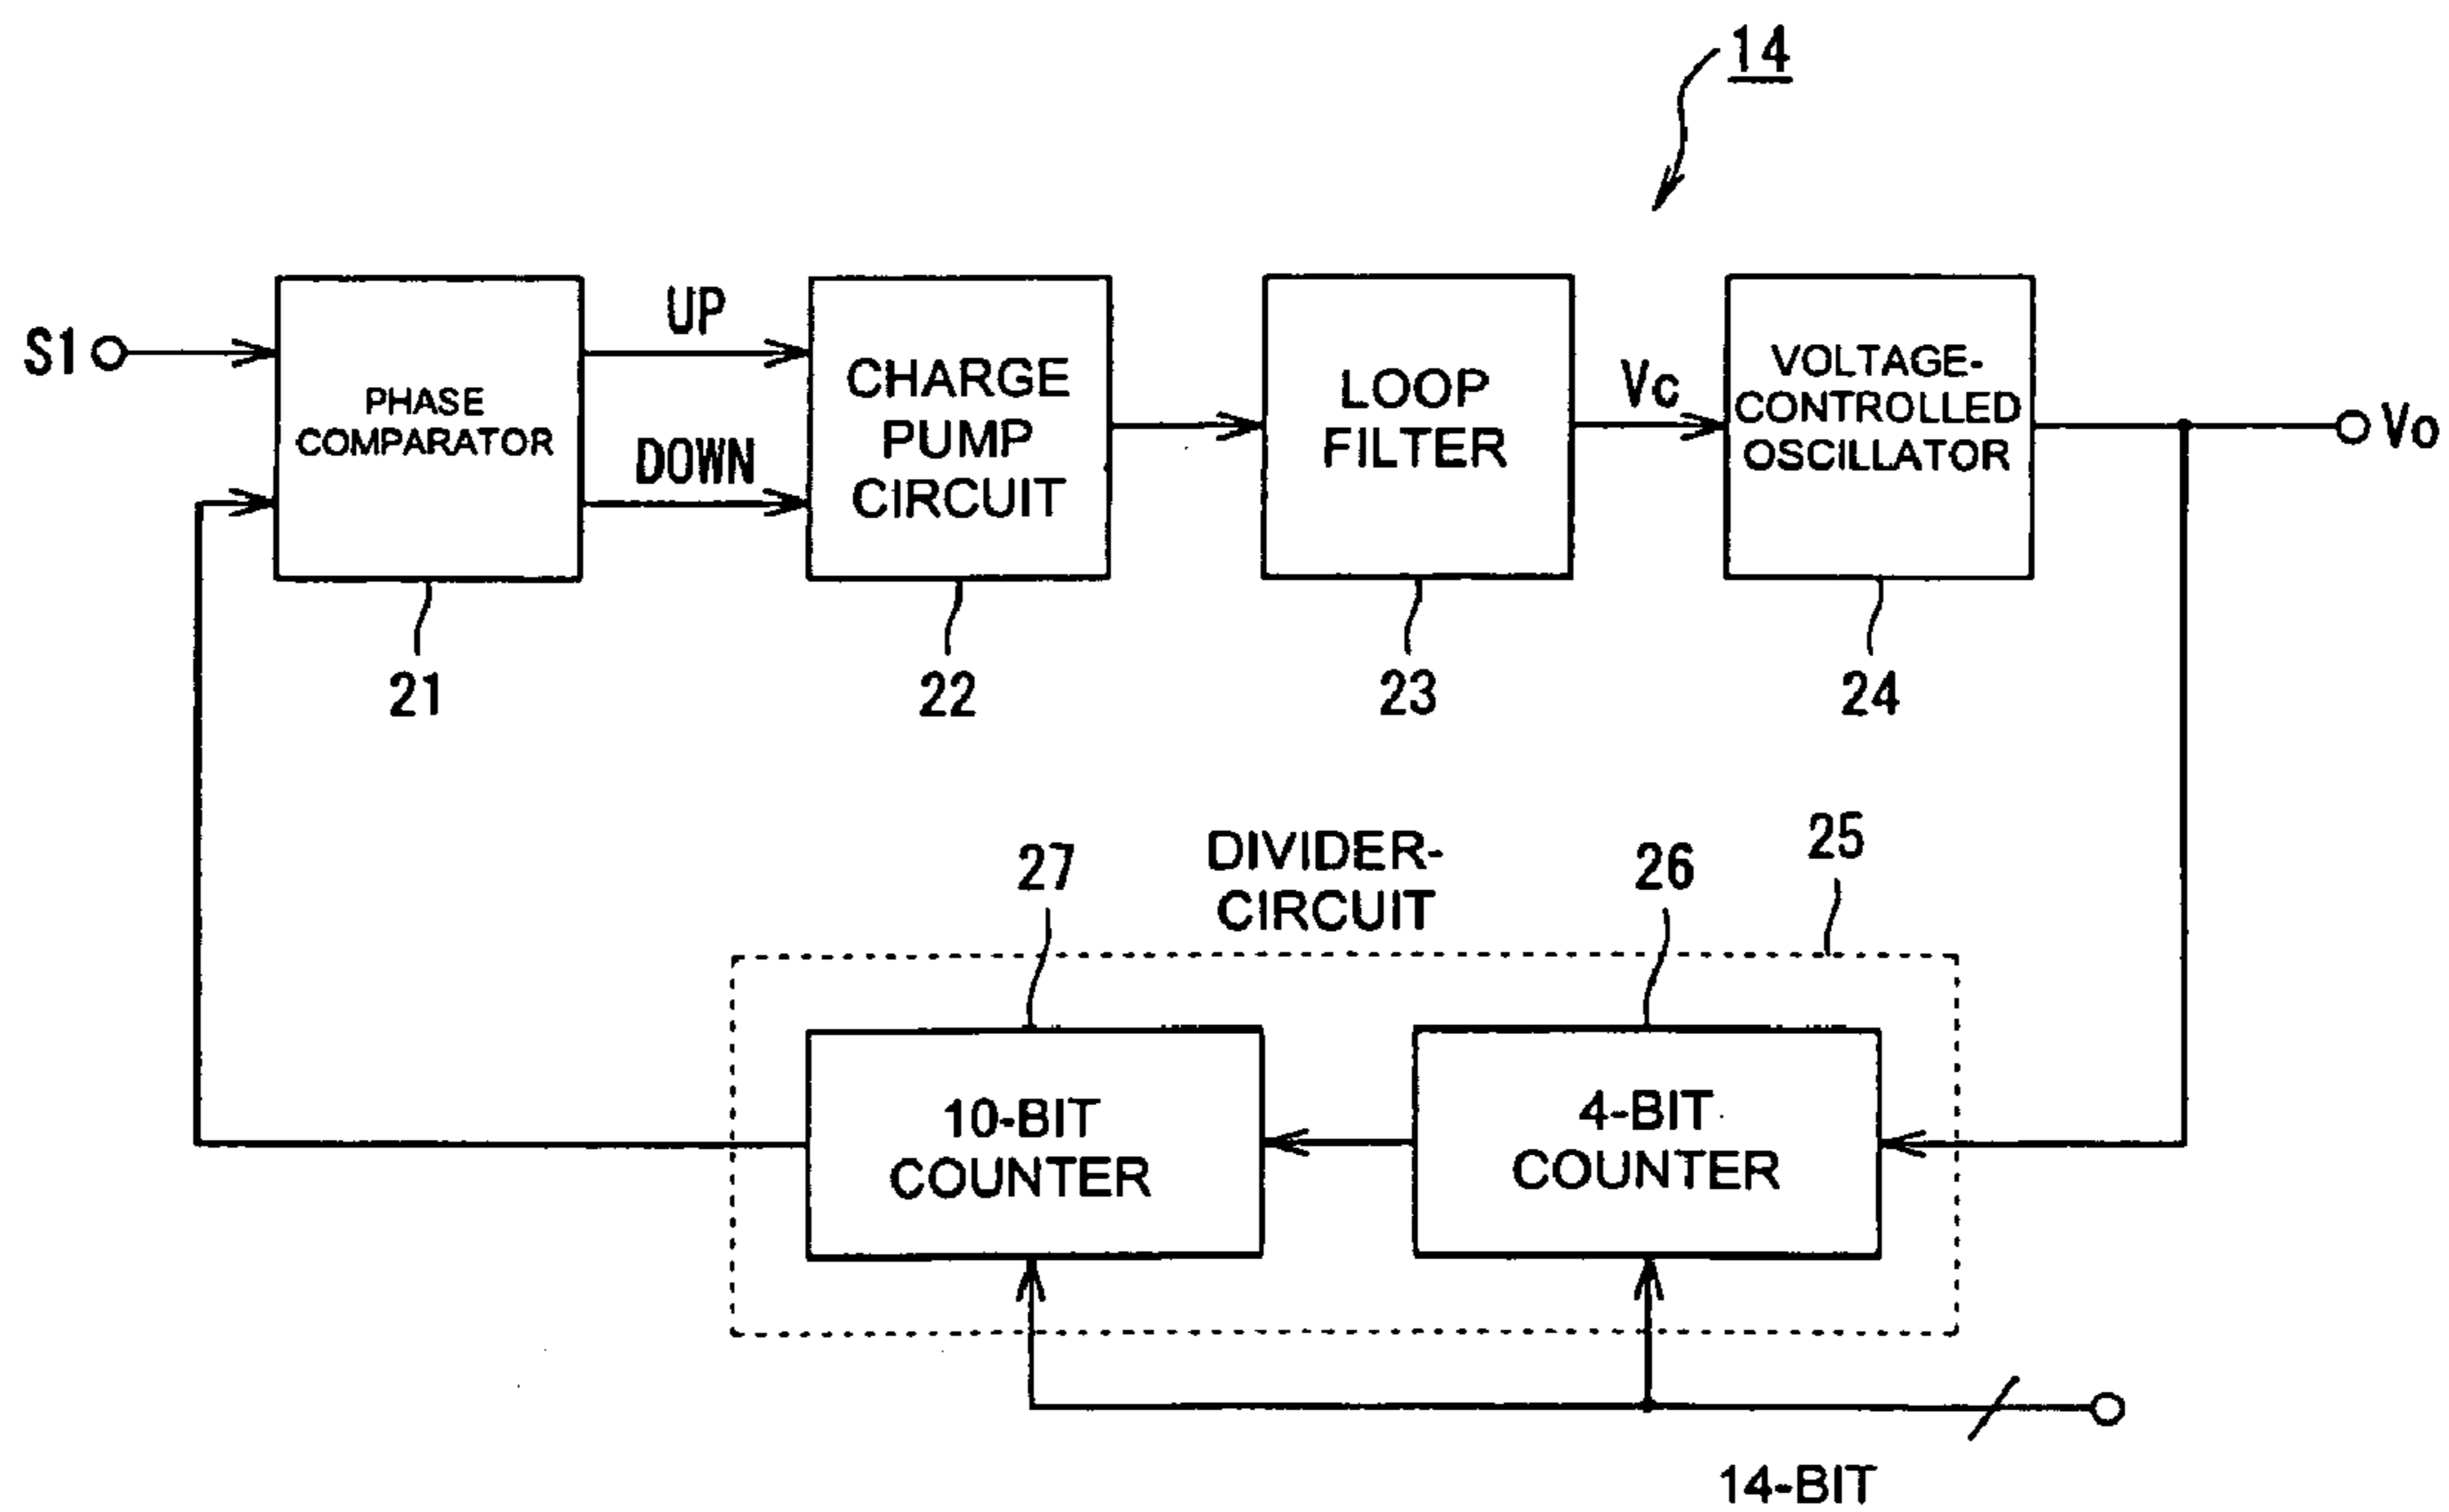 14
S1
PHASE
COMPARATOR
UP
DOWN
CHARGE
PUMP
CIRCUIT
LOOP
FILTER
Vc
VOLTAGE-
CONTROLLED
OSCILLATOR
Vo
21
22
23
24
DIVIDER-
CIRCUIT
25
27
26
10-BIT
COUNTER
4-BIT
COUNTER
14-BIT